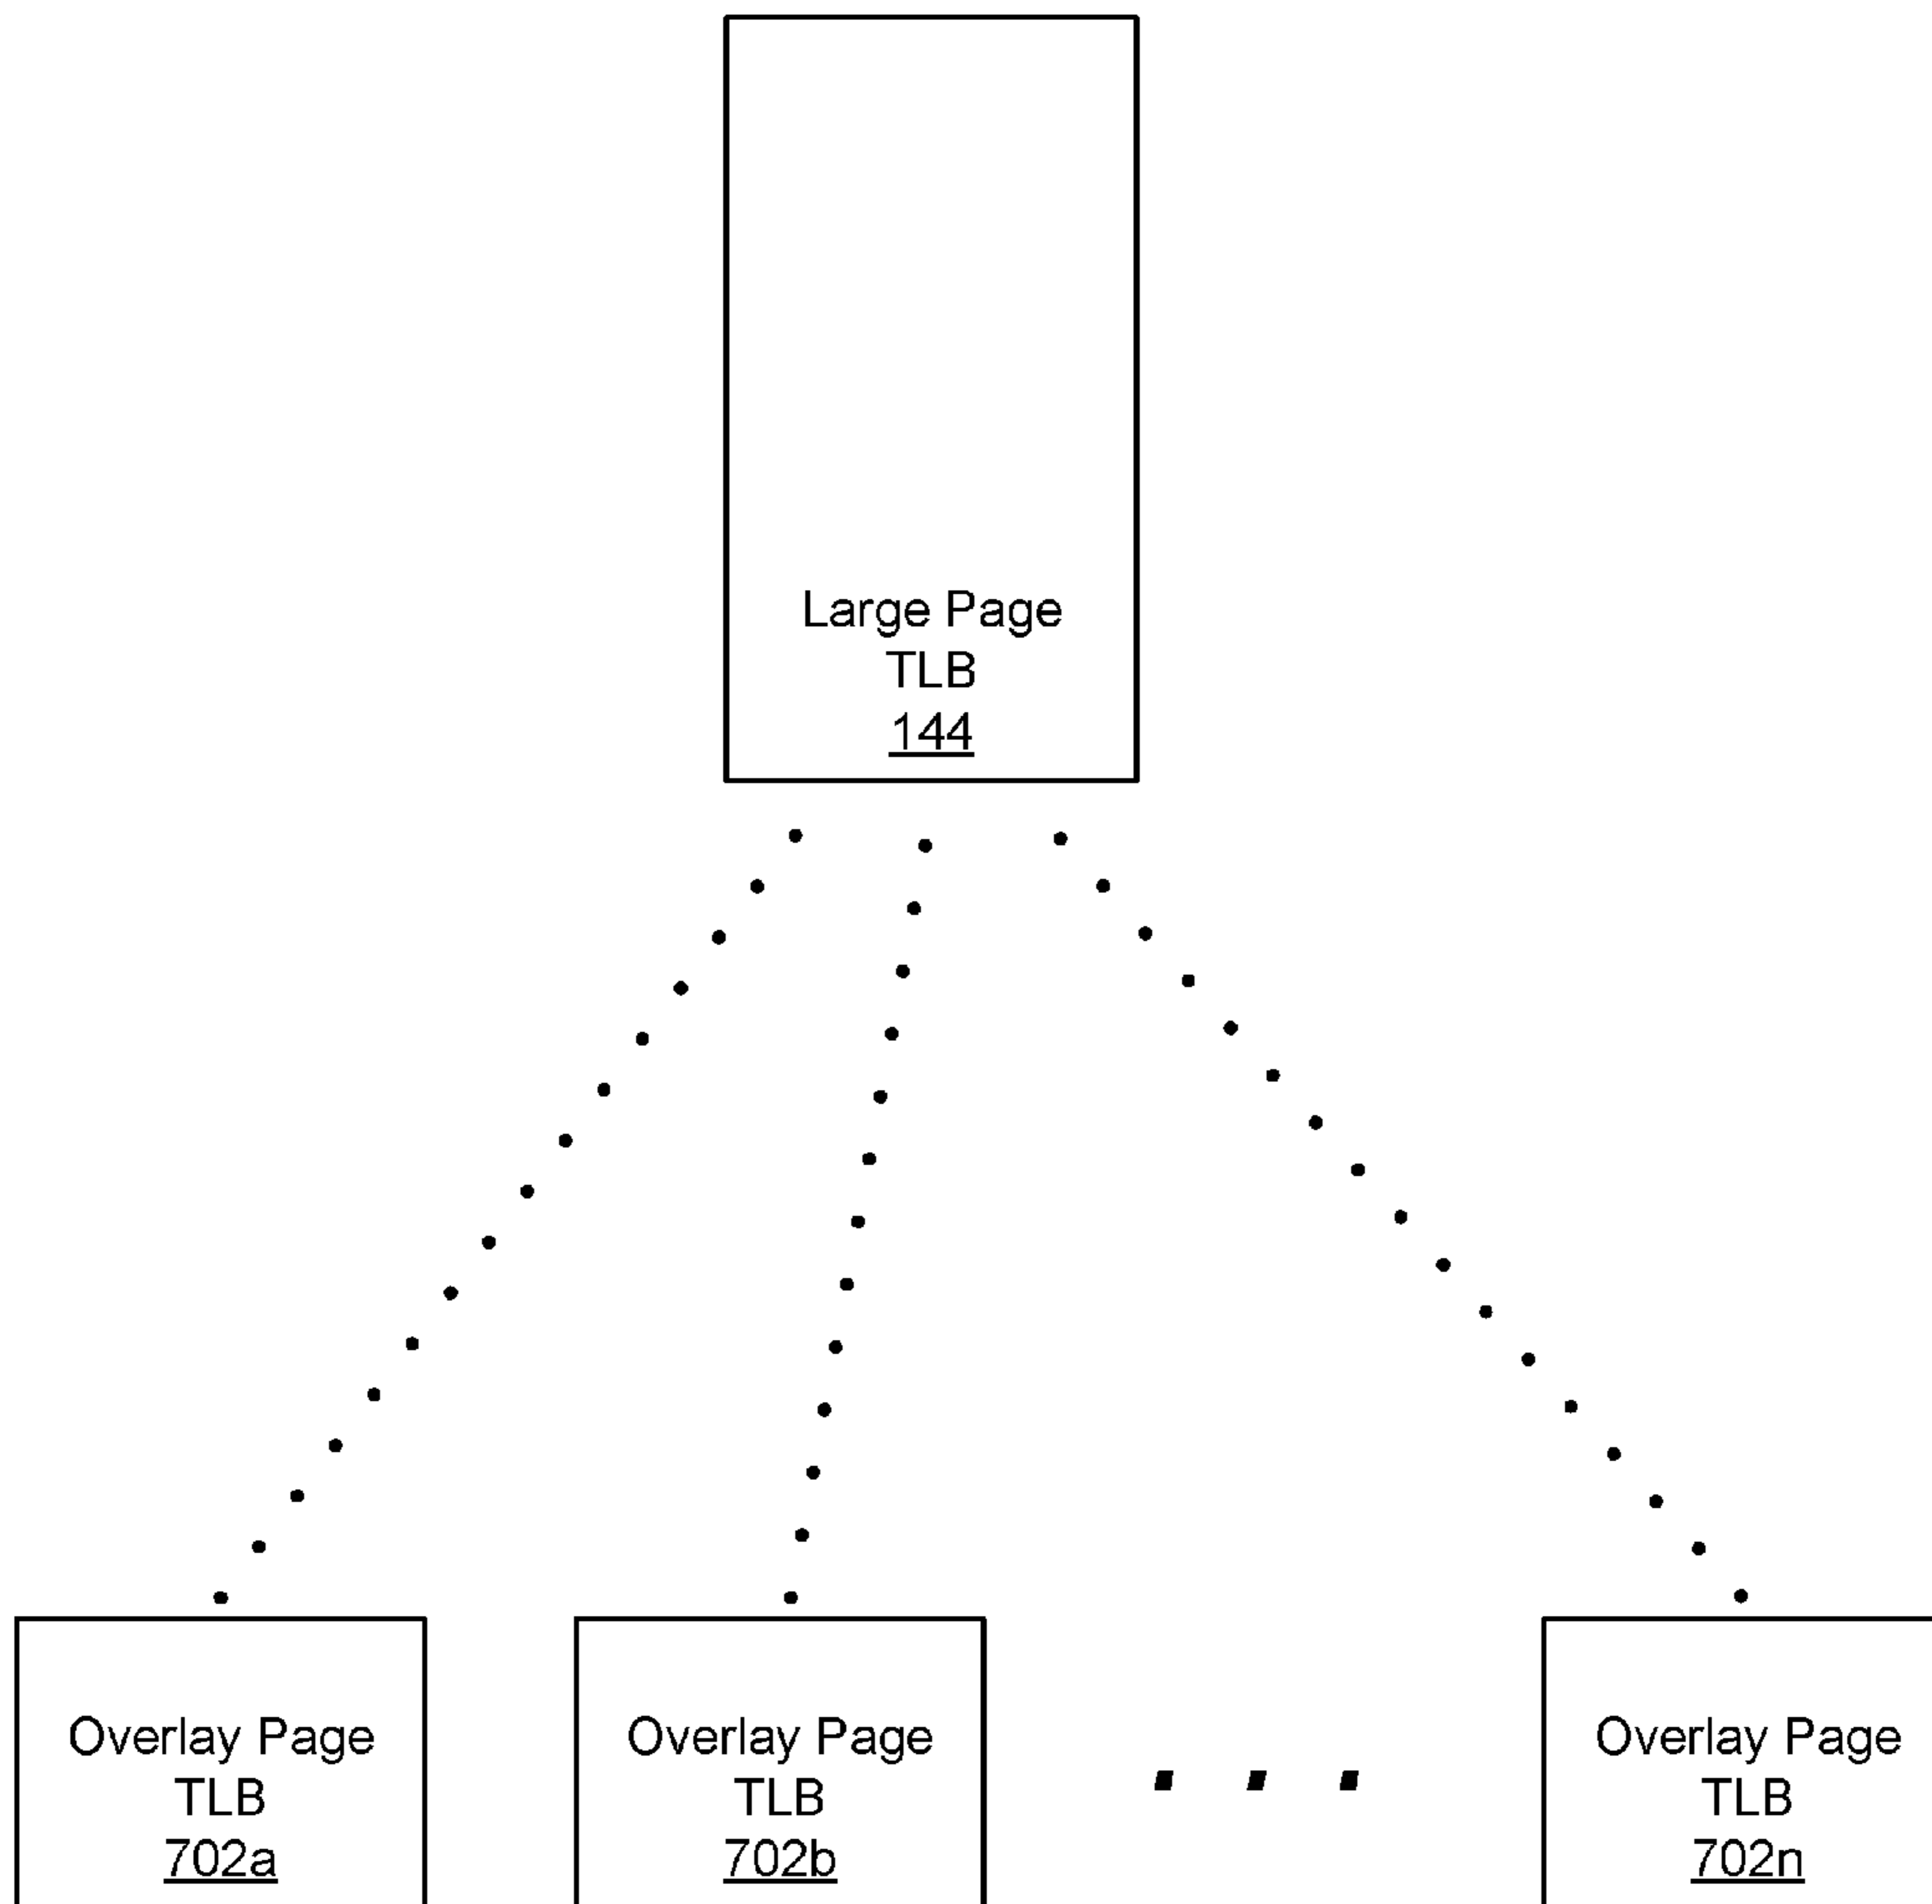 Large Page
TLB
144
Overlay Page
TLB
702a
Overlay Page
TLB
702b
. . .
Overlay Page
TLB
702n